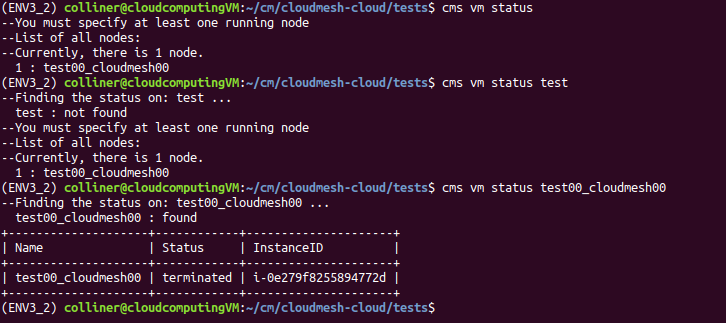 (ENV3_2) colliner@cloudcomputingVM:~/cm/cloudmesh-cloud/tests$ cms vm status
--You must specify at least one running node
--List of all nodes:
--Currently, there is 1 node.
  1 : test00_cloudmesh00
(ENV3_2) colliner@cloudcomputingVM:~/cm/cloudmesh-cloud/tests$ cms vm status test
--Finding the status on: test ...
  test : not found
--You must specify at least one running node
--List of all nodes:
--Currently, there is 1 node.
  1 : test00_cloudmesh00
(ENV3_2) colliner@cloudcomputingVM:~/cm/cloudmesh-cloud/tests$ cms vm status test00_cloudmesh00
--Finding the status on: test00_cloudmesh00 ...
  test00_cloudmesh00 : found
+--------------------+------------+---------------------+
| Name               | Status     | InstanceID          |
+--------------------+------------+---------------------+
| test00_cloudmesh00 | terminated | i-0e279f8255894772d |
+--------------------+------------+---------------------+
(ENV3_2) colliner@cloudcomputingVM:~/cm/cloudmesh-cloud/tests$